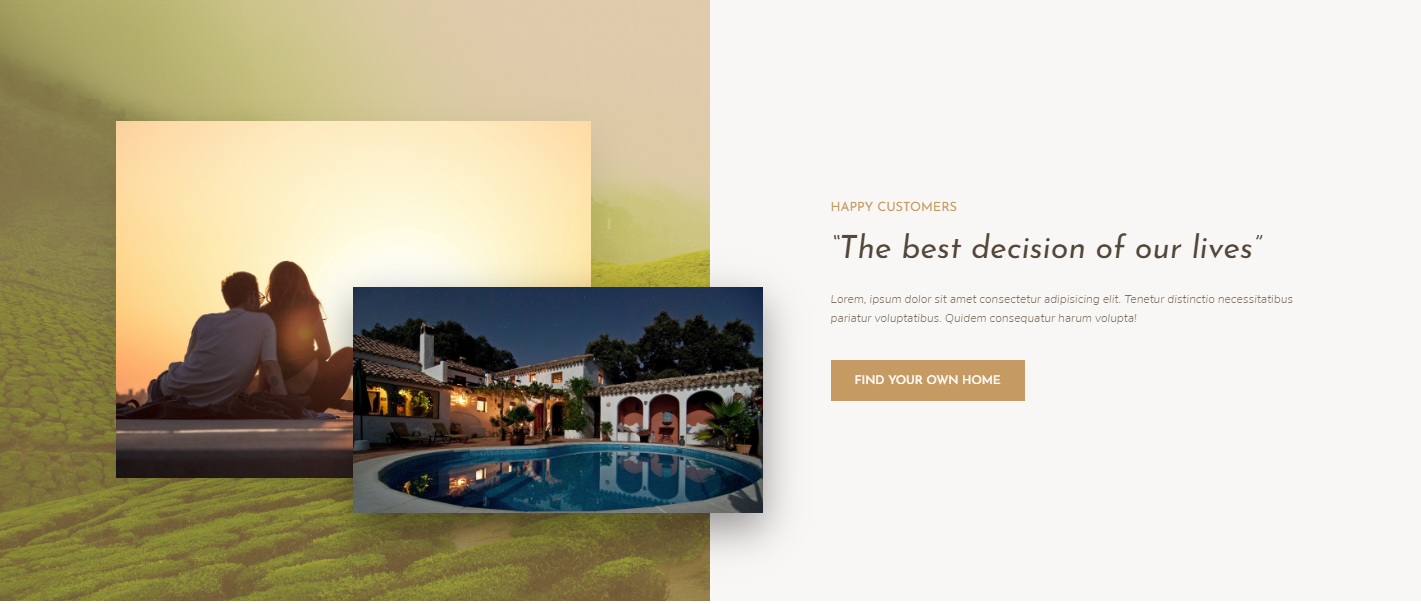 HAPPY CUSTOMERS
“The best decision of our lives”
Lorem, ipsum dolor sit amet consectetur adipisicing elit. Tenetur distinctio necessitatibus
pariatur voluptatibus. Quidem consequatur harum volupta!
FIND YOUR OWN HOME